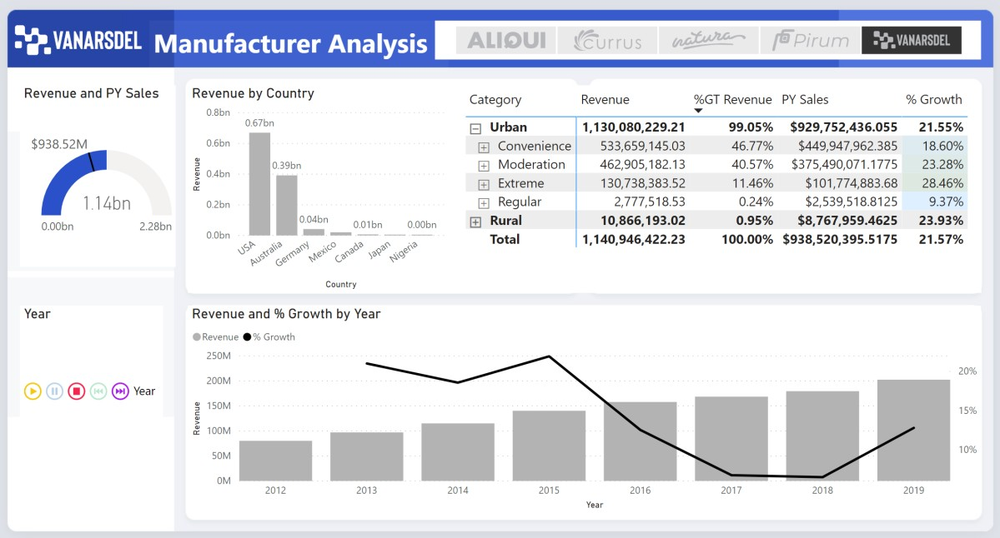 VANARSDEL Manufacturer Analysis
ALIQUI
Currus
natura
Pirum
VANARSDEL
Revenue and PY Sales
$938.52M
1.14bn
0.00bn
2.28bn
Year
Year
Revenue by Country
0.8bn
0.6bn
0.4bn
0.2bn
0.0bn
Revenue
0.67bn
0.39bn
0.04bn
0.01bn
0.00bn
USA
Australia
Germany
Mexico
Canada
Japan
Nigeria
Country
Category Revenue %GT Revenue PY Sales % Growth
Urban 1,130,080,229.21 99.05% $929,752,436.055 21.55%
Convenience 533,659,145.03 46.77% $449,947,962.385 18.60%
Moderation 462,905,182.13 40.57% $375,490,071.1775 23.28%
Extreme 130,738,383.52 11.46% $101,774,883.68 28.46%
Regular 2,777,518.53 0.24% $2,539,518.8125 9.37%
Rural 10,866,193.02 0.95% $8,767,959.4625 23.93%
Total 1,140,946,422.23 100.00% $938,520,395.5175 21.57%
Revenue and % Growth by Year
Revenue % Growth
250M
200M
150M
100M
50M
0M
Revenue
20%
15%
10%
2012 2013 2014 2015 2016 2017 2018 2019
Year